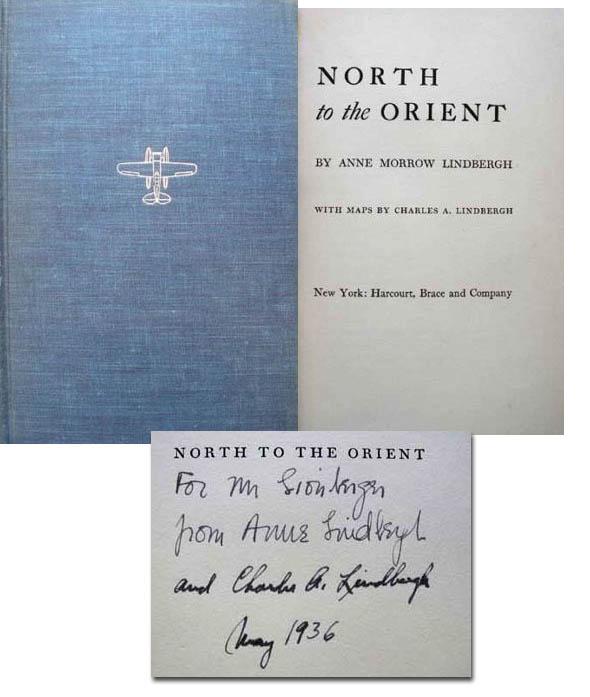 NORTH
to the ORIENT
BY ANNE MORROW LINDBERGH
WITH MAPS BY CHARLES A. LINDBERGH
New York: Harcourt, Brace and Company
NORTH TO THE ORIENT
For Mr
from Anne Lindbergh
and Charles A. Lindbergh
May 1936